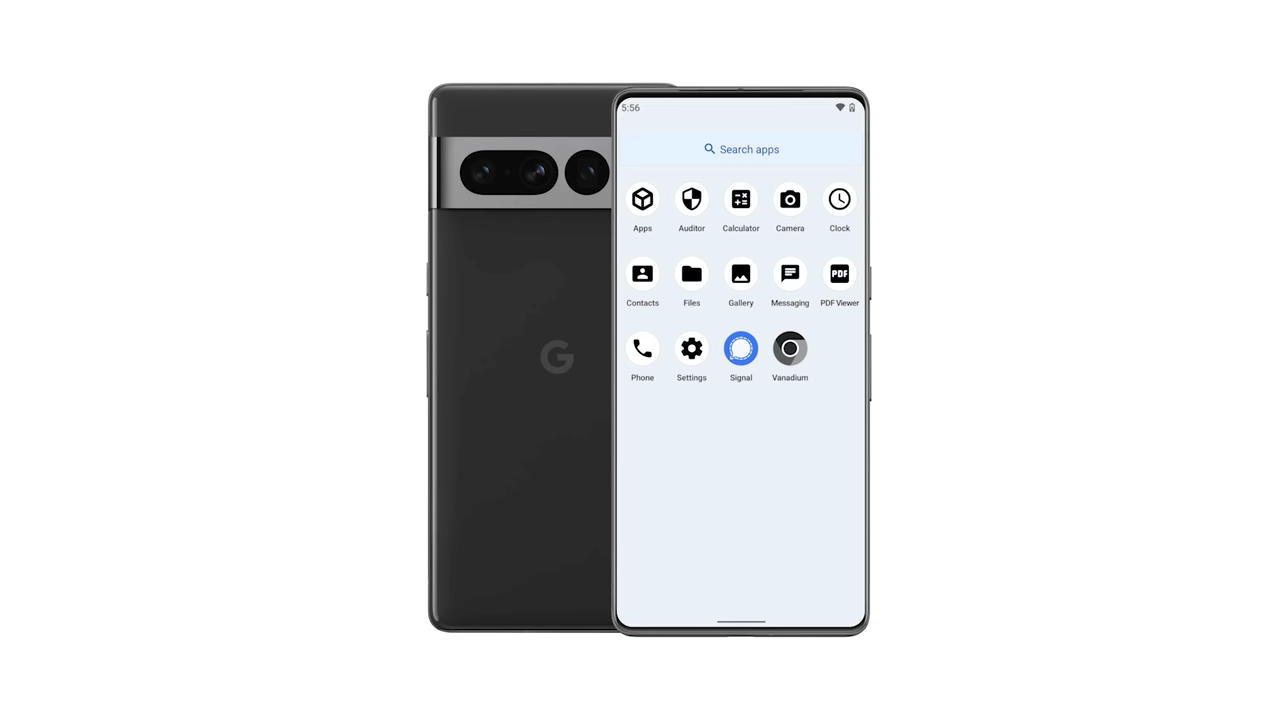 5:56
Search apps
Apps Auditor Calculator Camera Clock
PDF
Contacts Files Gallery Messaging PDF Viewer
Phone Settings Signal Vanadium
G